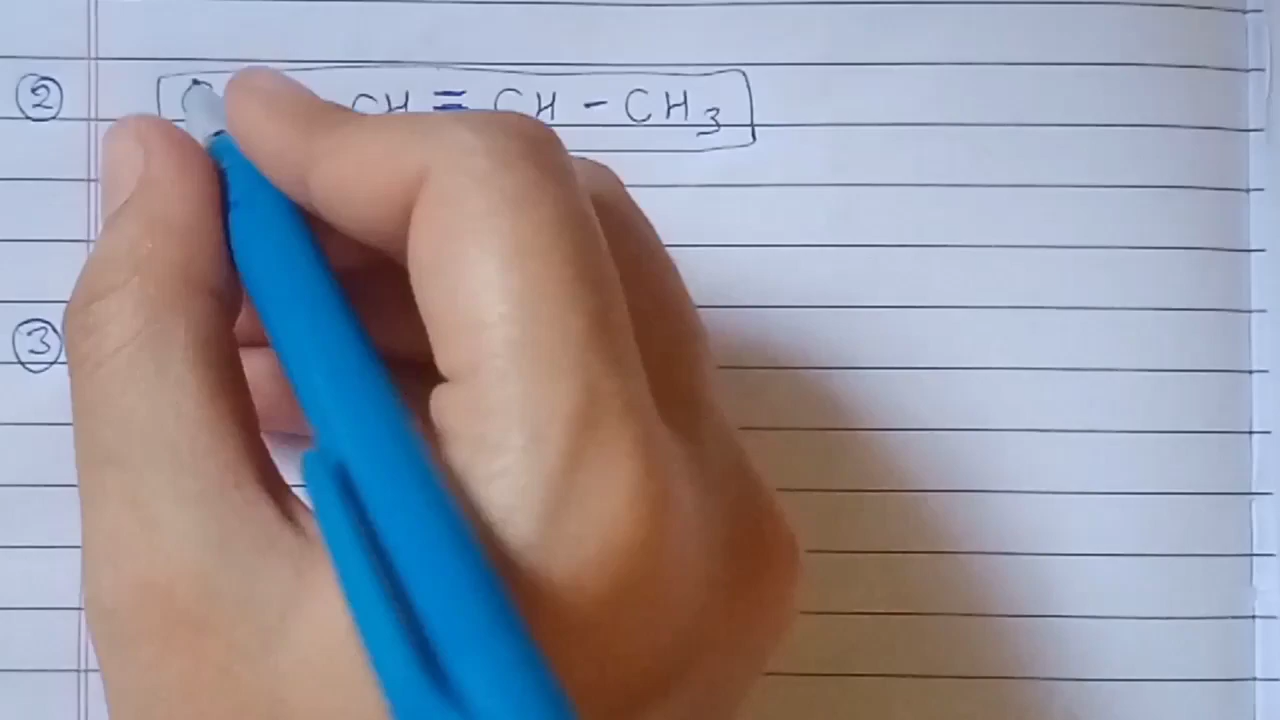 ② CH = CH - CH₃
③